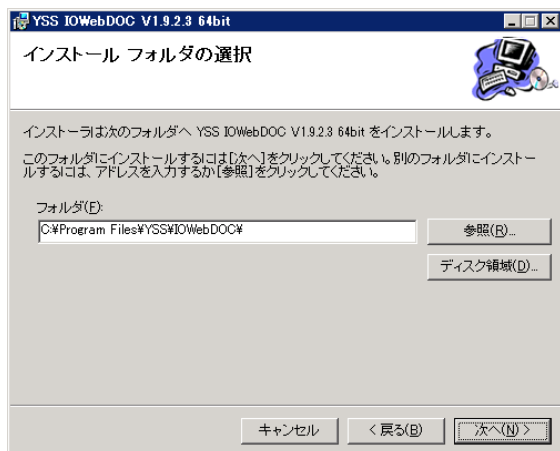 YSS IOWebDOC V1.9.2.3 64bit
インストール フォルダの選択
インストーラは次のフォルダへ YSS IOWebDOC V1.9.2.3 64bit をインストールします。
このフォルダにインストールするには[次へ]をクリックしてください。別のフォルダにインストー
ルするには、アドレスを入力するか[参照]をクリックしてください。
フォルダ(F):
C:¥Program Files¥YSS¥IOWebDOC¥
参照(R)...
ディスク領域(D)...
キャンセル
< 戻る(B)
次へ(N) >